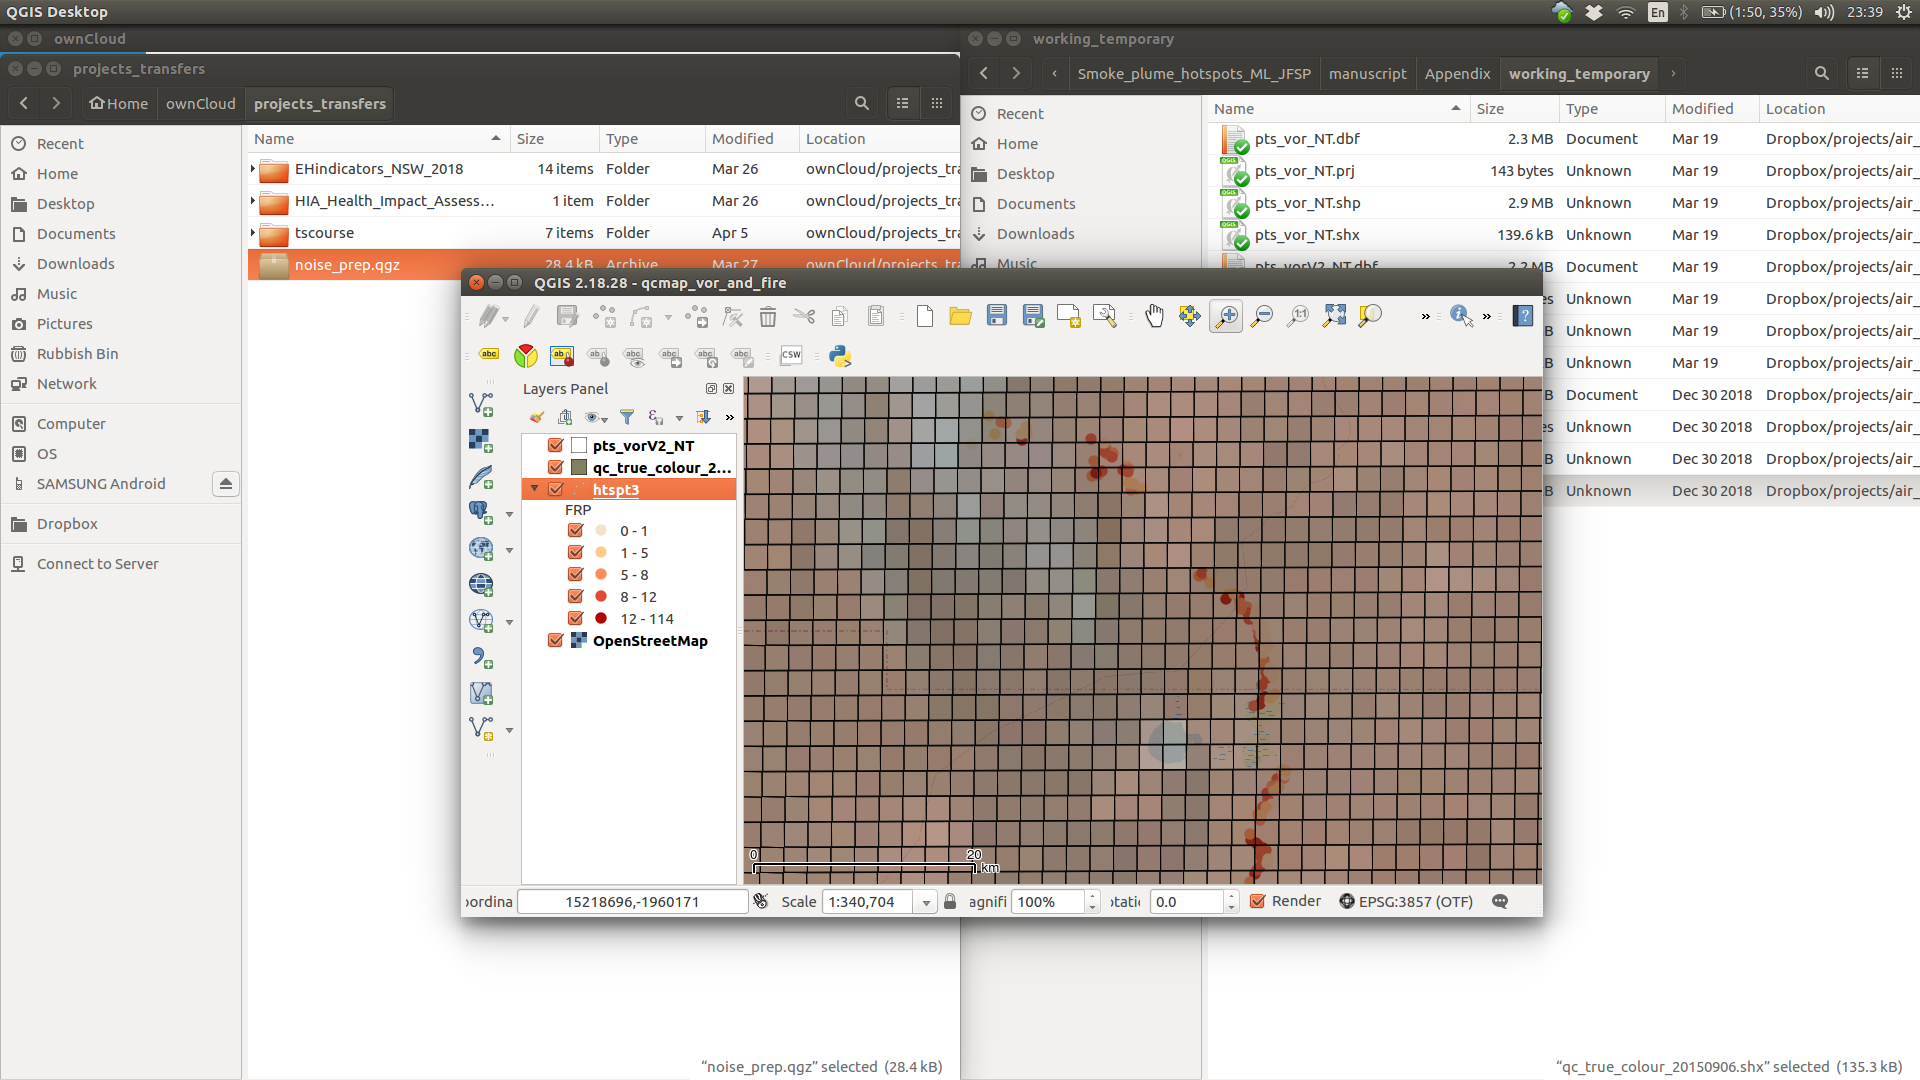 QGIS Desktop
En
(1:50, 35%)
23:39
ownCloud
projects_transfers
Home
ownCloud
projects_transfers
Name
Size
Type
Modified
Location
Recent
Home
Desktop
Documents
Downloads
Music
Pictures
Rubbish Bin
Network
Computer
OS
SAMSUNG Android
Dropbox
Connect to Server
EHindicators_NSW_2018 14 items Folder Mar 26 ownCloud/projects_tra
HIA_Health_Impact_Assess… 1 item Folder Mar 26 ownCloud/projects_tra
tscourse 7 items Folder Apr 5 ownCloud/projects_tra
noise_prep.qgz 28.4 kB Archive Mar 27 ownCloud/projects_tra
“noise_prep.qgz” selected (28.4 kB)
working_temporary
Smoke_plume_hotspots_ML_JFSP
manuscript
Appendix
working_temporary
Recent
Home
Desktop
Documents
Downloads
Music
Name
Size
Type
Modified
Location
pts_vor_NT.dbf 2.3 MB Document Mar 19 Dropbox/projects/air_
pts_vor_NT.prj 143 bytes Unknown Mar 19 Dropbox/projects/air_
pts_vor_NT.shp 2.9 MB Unknown Mar 19 Dropbox/projects/air_
pts_vor_NT.shx 139.6 kB Unknown Mar 19 Dropbox/projects/air_
pts_vorV2_NT.dbf 2.2 MB Document Mar 19 Dropbox/projects/air_
es Unknown Mar 19 Dropbox/projects/air_
B Unknown Mar 19 Dropbox/projects/air_
B Unknown Mar 19 Dropbox/projects/air_
B Document Dec 30 2018 Dropbox/projects/air_
es Unknown Dec 30 2018 Dropbox/projects/air_
B Unknown Dec 30 2018 Dropbox/projects/air_
B Unknown Dec 30 2018 Dropbox/projects/air_
“qc_true_colour_20150906.shx” selected (135.3 kB)
QGIS 2.18.28 - qcmap_vor_and_fire
1:1
abc
ab
ab
abc
abc
abc
abc
CSW
Layers Panel
pts_vorV2_NT
qc_true_colour_2...
htspt3
FRP
0 - 1
1 - 5
5 - 8
8 - 12
12 - 114
OpenStreetMap
0
20
km
oordina
15218696,-1960171
Scale
1:340,704
agnifi
100%
otatic
0.0
Render
EPSG:3857 (OTF)